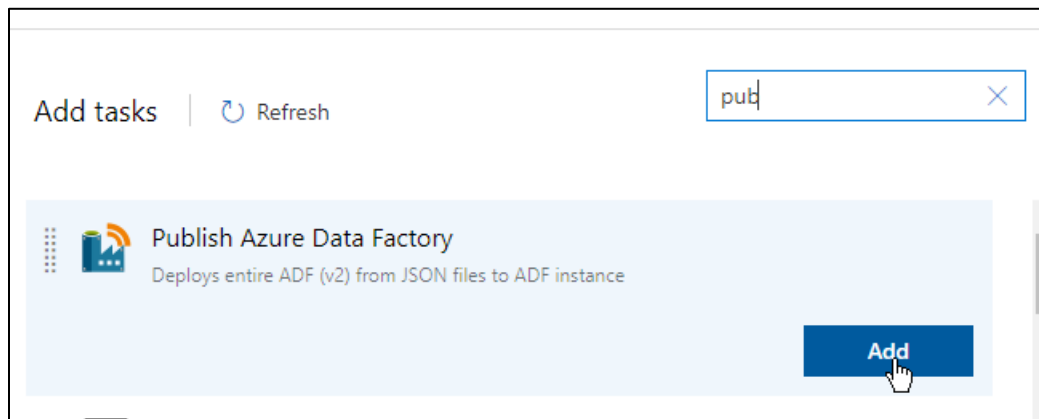 Add tasks
Refresh
pub
Publish Azure Data Factory
Deploys entire ADF (v2) from JSON files to ADF instance
Add